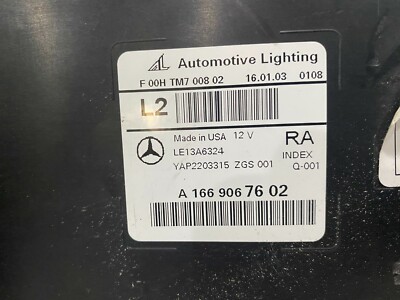 AL Automotive Lighting
F 00H TM7 008 02 16.01.03 0108
L2
Made in USA 12 V RA
LE13A6324 INDEX
YAP2203315 ZGS 001 Q-001
A 166 906 76 02